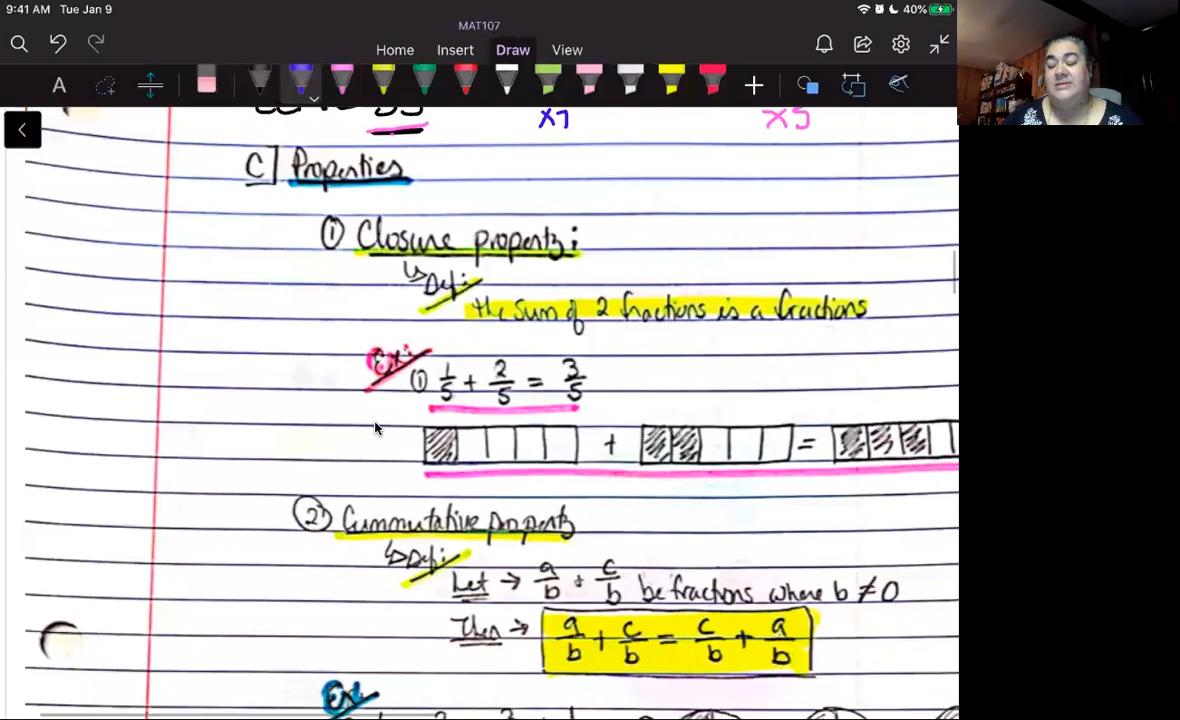 9:41 AM Tue Jan 9
40%
MAT107
Home Insert Draw View
A
x7 x5
C] Properties
① Closure property:
↳ Def:
the sum of 2 fractions is a fractions
Ex:
① 1/5 + 2/5 = 3/5
+ =
② Commutative property
↳ Def:
Let → a/b + c/b be fractions where b ≠ 0
Then → a/b + c/b = c/b + a/b
Ex: